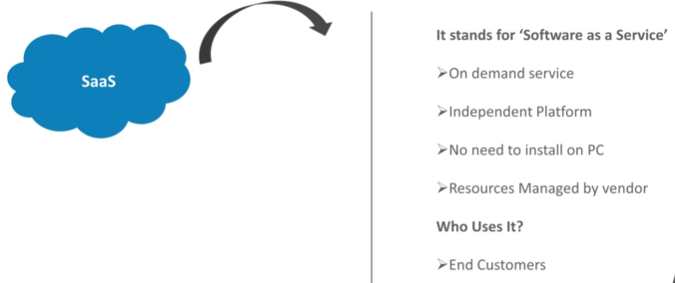 SaaS
It stands for ‘Software as a Service’
➢On demand service
➢Independent Platform
➢No need to install on PC
➢Resources Managed by vendor
Who Uses It?
➢End Customers